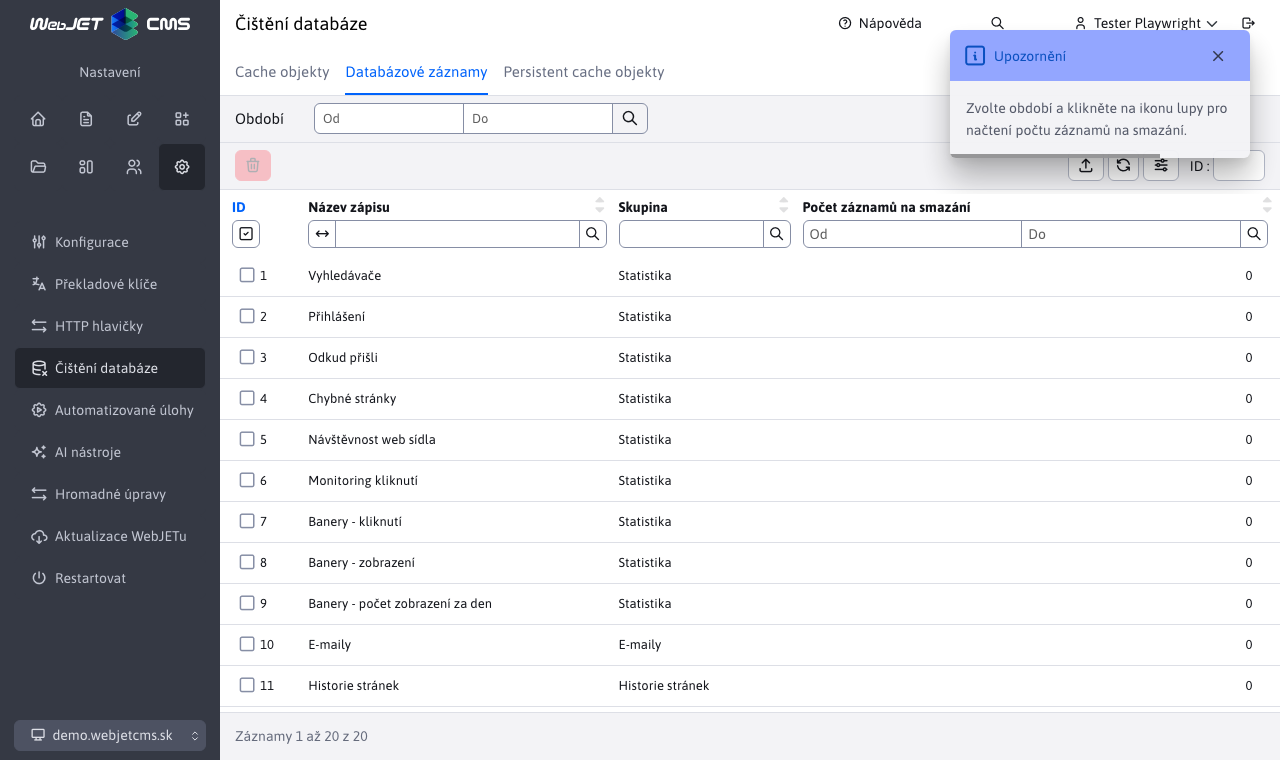 WebJET CMS
Čištění databáze
Nápověda
Tester Playwright
Nastavení
Cache objekty
Databázové záznamy
Persistent cache objekty
Upozornění
Zvolte období a klikněte na ikonu lupy pro
načtení počtu záznamů na smazání.
Období
Od
Do
ID :
Konfigurace
Překladové klíče
HTTP hlavičky
Čištění databáze
Automatizované úlohy
AI nástroje
Hromadné úpravy
Aktualizace WebJETu
Restartovat
demo.webjetcms.sk
ID Název zápisu Skupina Počet záznamů na smazání
Od Do
1 Vyhledávače Statistika 0
2 Přihlášení Statistika 0
3 Odkud přišli Statistika 0
4 Chybné stránky Statistika 0
5 Návštěvnost web sídla Statistika 0
6 Monitoring kliknutí Statistika 0
7 Banery - kliknutí Statistika 0
8 Banery - zobrazení Statistika 0
9 Banery - počet zobrazení za den Statistika 0
10 E-maily E-maily 0
11 Historie stránek Historie stránek 0
Záznamy 1 až 20 z 20